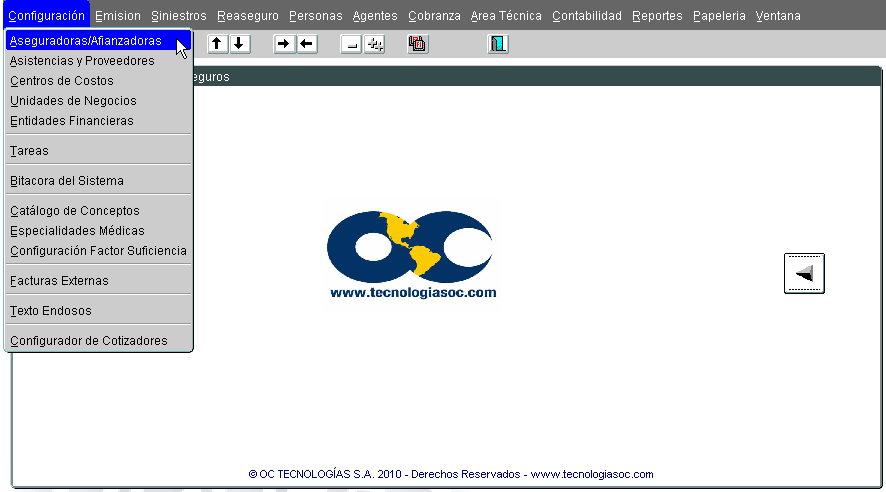 Configuración Emision Siniestros Reaseguro Personas Agentes Cobranza Area Técnica Contabilidad Reportes Papeleria Ventana
Aseguradoras/Afianzadoras
Asistencias y Proveedores
eguros
Centros de Costos
Unidades de Negocios
Entidades Financieras
Tareas
Bitacora del Sistema
Catálogo de Conceptos
Especialidades Médicas
Configuración Factor Suficiencia
Facturas Externas
Texto Endosos
Configurador de Cotizadores
OC
www.tecnologiasoc.com
© OC TECNOLOGÍAS S.A. 2010 - Derechos Reservados - www.tecnologiasoc.com